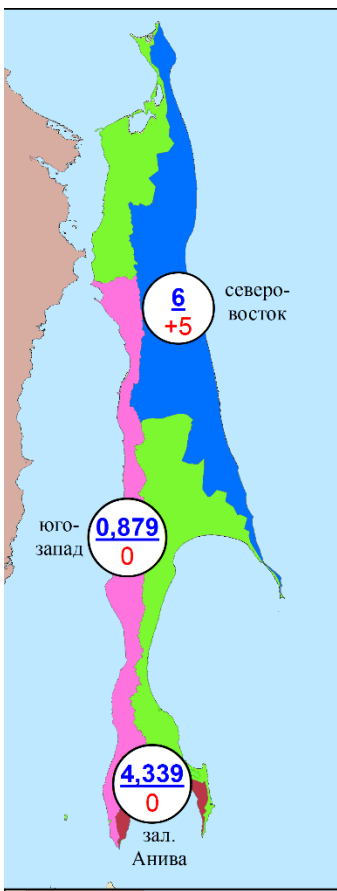 6
+5
северо-
восток
юго-
запад
0,879
0
4,339
0
зал.
Анива